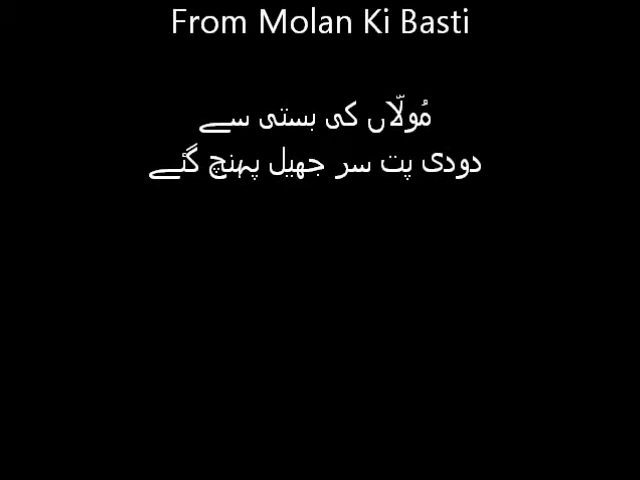 From Molan Ki Basti
مُولّاں کی بستی سے
دودی پت سر جھیل پہنچ گئے